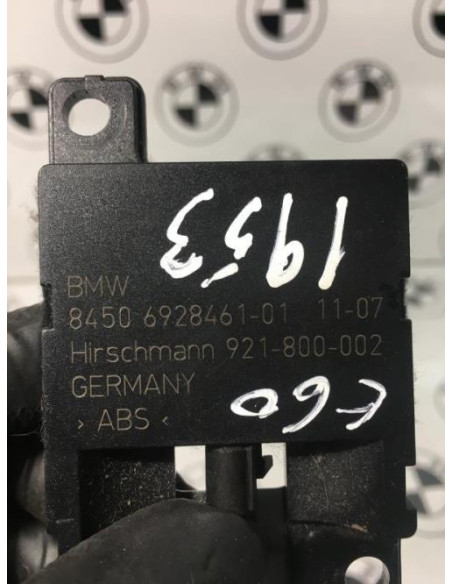 1953
BMW
8450 6928461-01 11-07
Hirschmann 921-800-002
GERMANY
E60
> ABS <